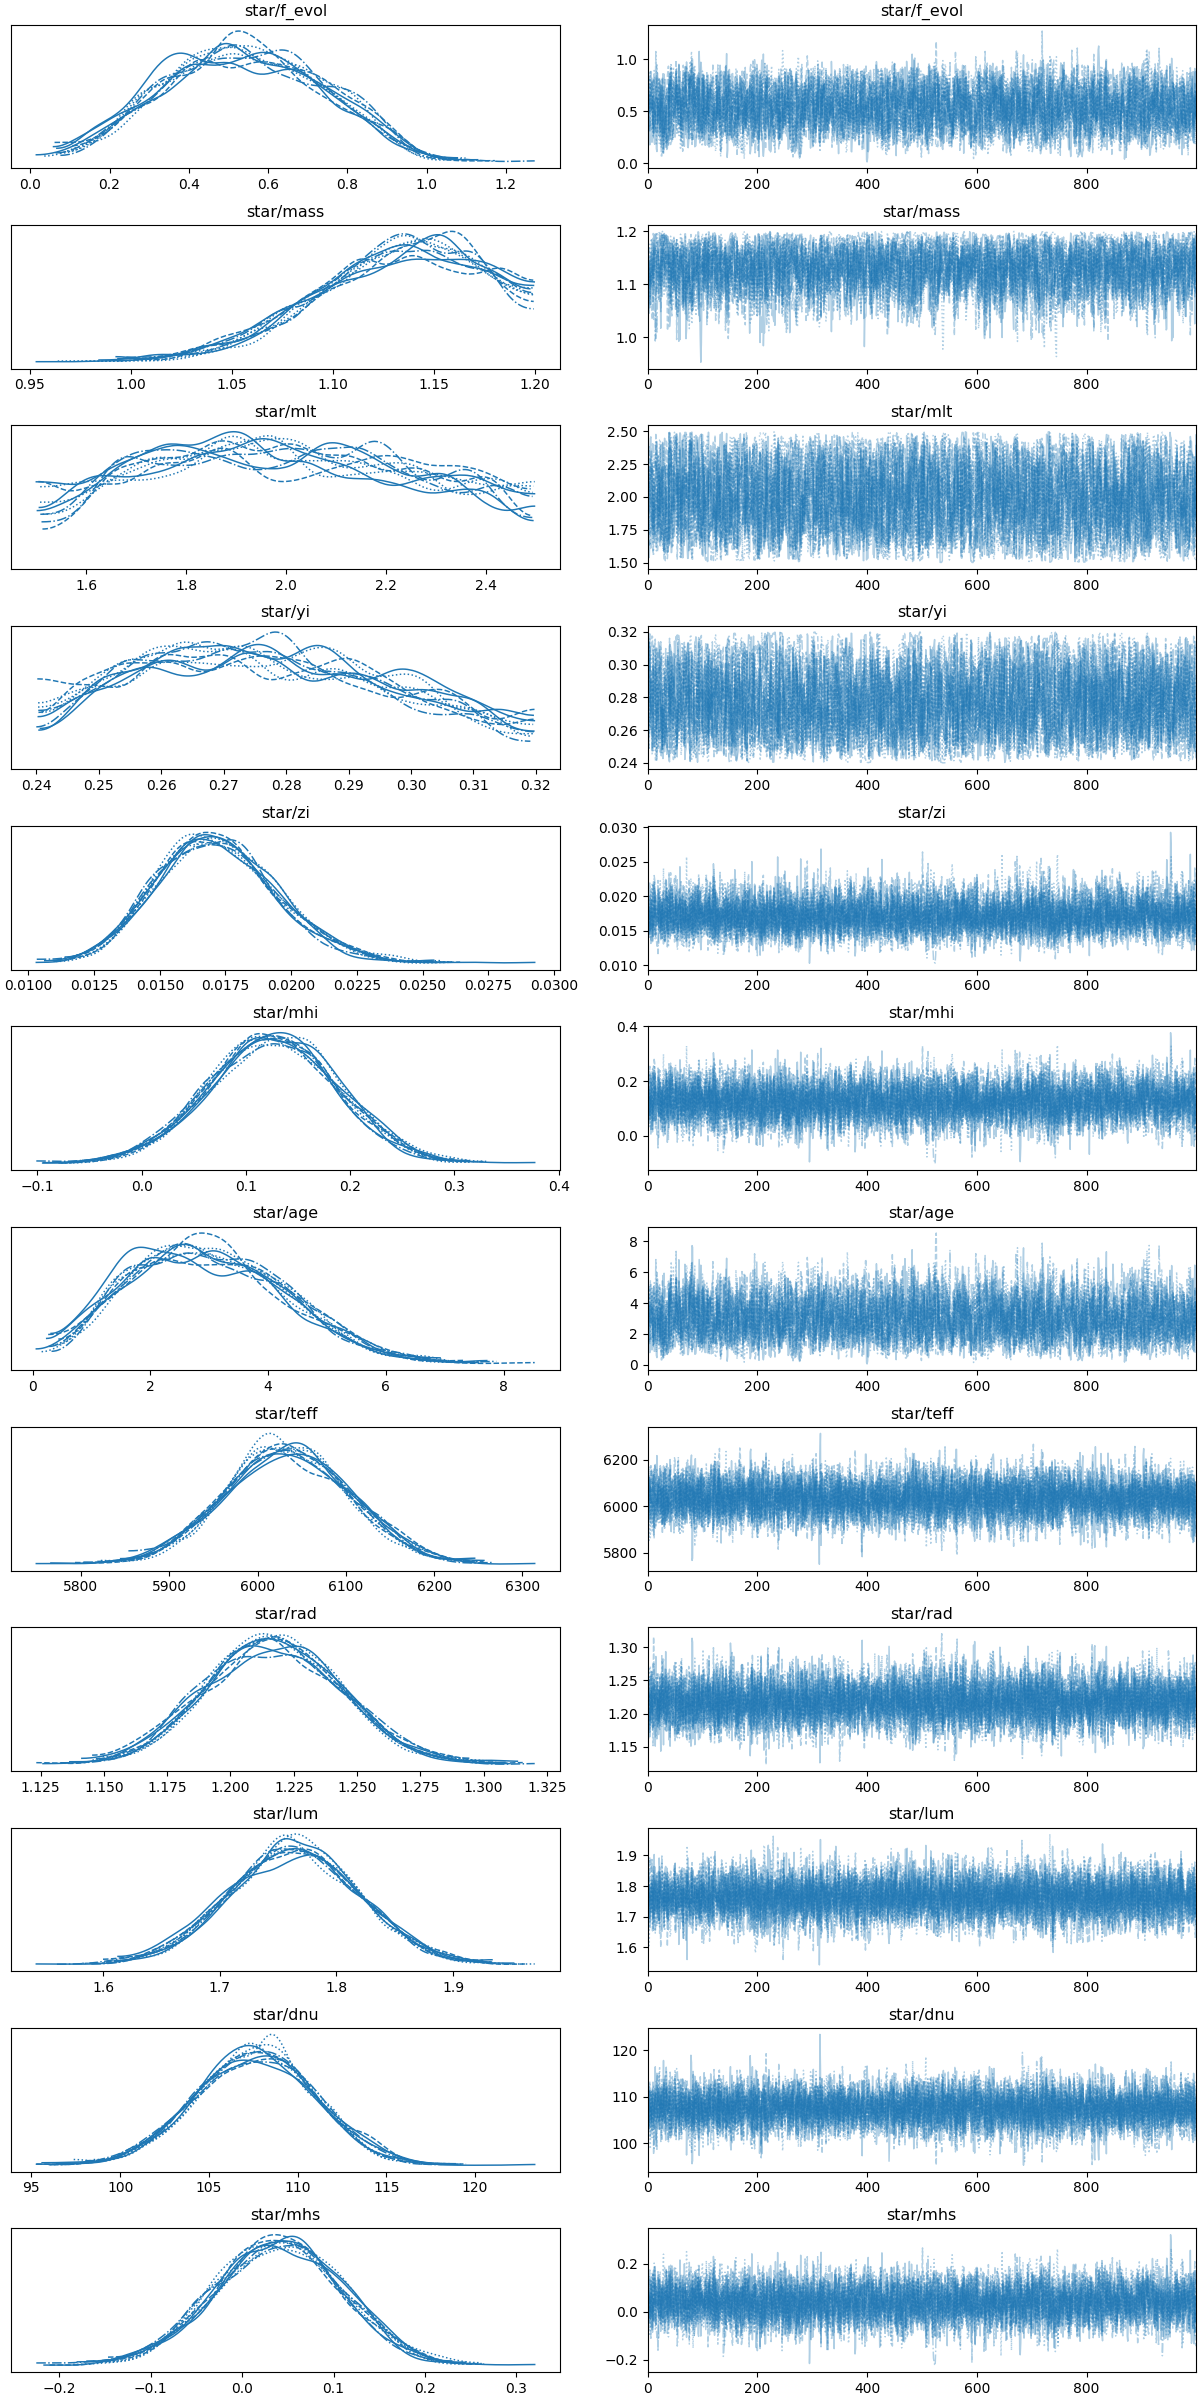 star/f_evol star/f_evol
1.0
0.5
0.0
0.0 0.2 0.4 0.6 0.8 1.0 1.2 0 200 400 600 800
star/mass star/mass
1.2
1.1
1.0
0.95 1.00 1.05 1.10 1.15 1.20 0 200 400 600 800
star/mlt star/mlt
2.50
2.25
2.00
1.75
1.50
1.6 1.8 2.0 2.2 2.4 0 200 400 600 800
star/yi star/yi
0.32
0.30
0.28
0.26
0.24
0.24 0.25 0.26 0.27 0.28 0.29 0.30 0.31 0.32 0 200 400 600 800
star/zi star/zi
0.030
0.025
0.020
0.015
0.010
0.0100 0.0125 0.0150 0.0175 0.0200 0.0225 0.0250 0.0275 0.0300 0 200 400 600 800
star/mhi star/mhi
0.4
0.2
0.0
−0.1 0.0 0.1 0.2 0.3 0.4 0 200 400 600 800
star/age star/age
8
6
4
2
0
0 2 4 6 8 0 200 400 600 800
star/teff star/teff
6200
6000
5800
5800 5900 6000 6100 6200 6300 0 200 400 600 800
star/rad star/rad
1.30
1.25
1.20
1.15
1.125 1.150 1.175 1.200 1.225 1.250 1.275 1.300 1.325 0 200 400 600 800
star/lum star/lum
1.9
1.8
1.7
1.6
1.6 1.7 1.8 1.9 0 200 400 600 800
star/dnu star/dnu
120
110
100
95 100 105 110 115 120 0 200 400 600 800
star/mhs star/mhs
0.2
0.0
−0.2
−0.2 −0.1 0.0 0.1 0.2 0.3 0 200 400 600 800